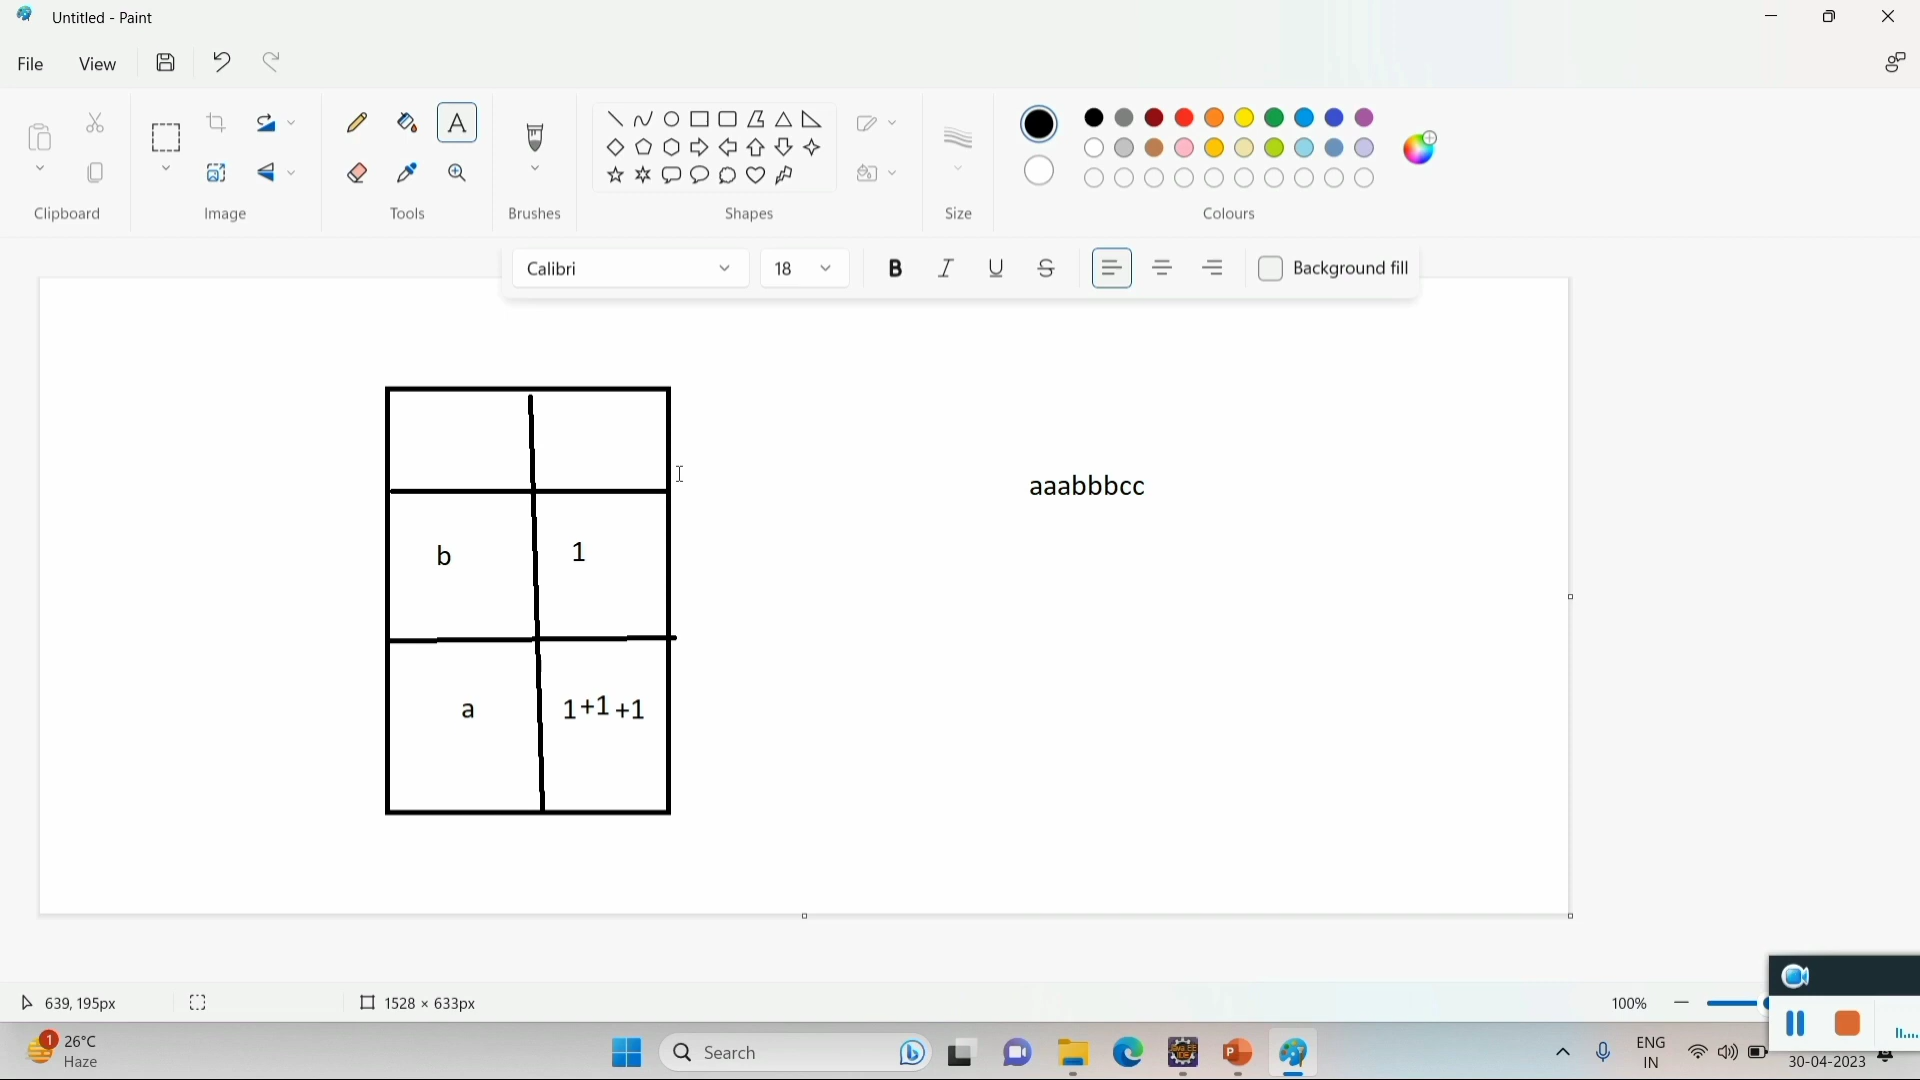 Untitled - Paint
File View
Clipboard
Image
Tools
Brushes
Shapes
Size
Colours
Calibri 18 B I U S Background fill
aaabbbcc
b 1
a 1+1+1
639, 195px
1528 × 633px
100%
1
26°C
Haze
Search
ENG
IN
30-04-2023